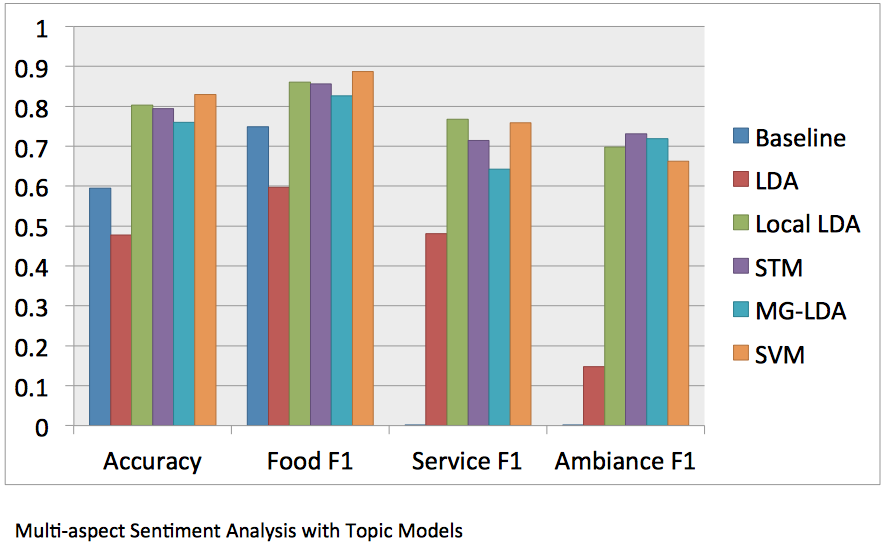 1
0.9
0.8
0.7
0.6
0.5
0.4
0.3
0.2
0.1
0
Accuracy Food F1 Service F1 Ambiance F1
Baseline
LDA
Local LDA
STM
MG-LDA
SVM
Multi-aspect Sentiment Analysis with Topic Models